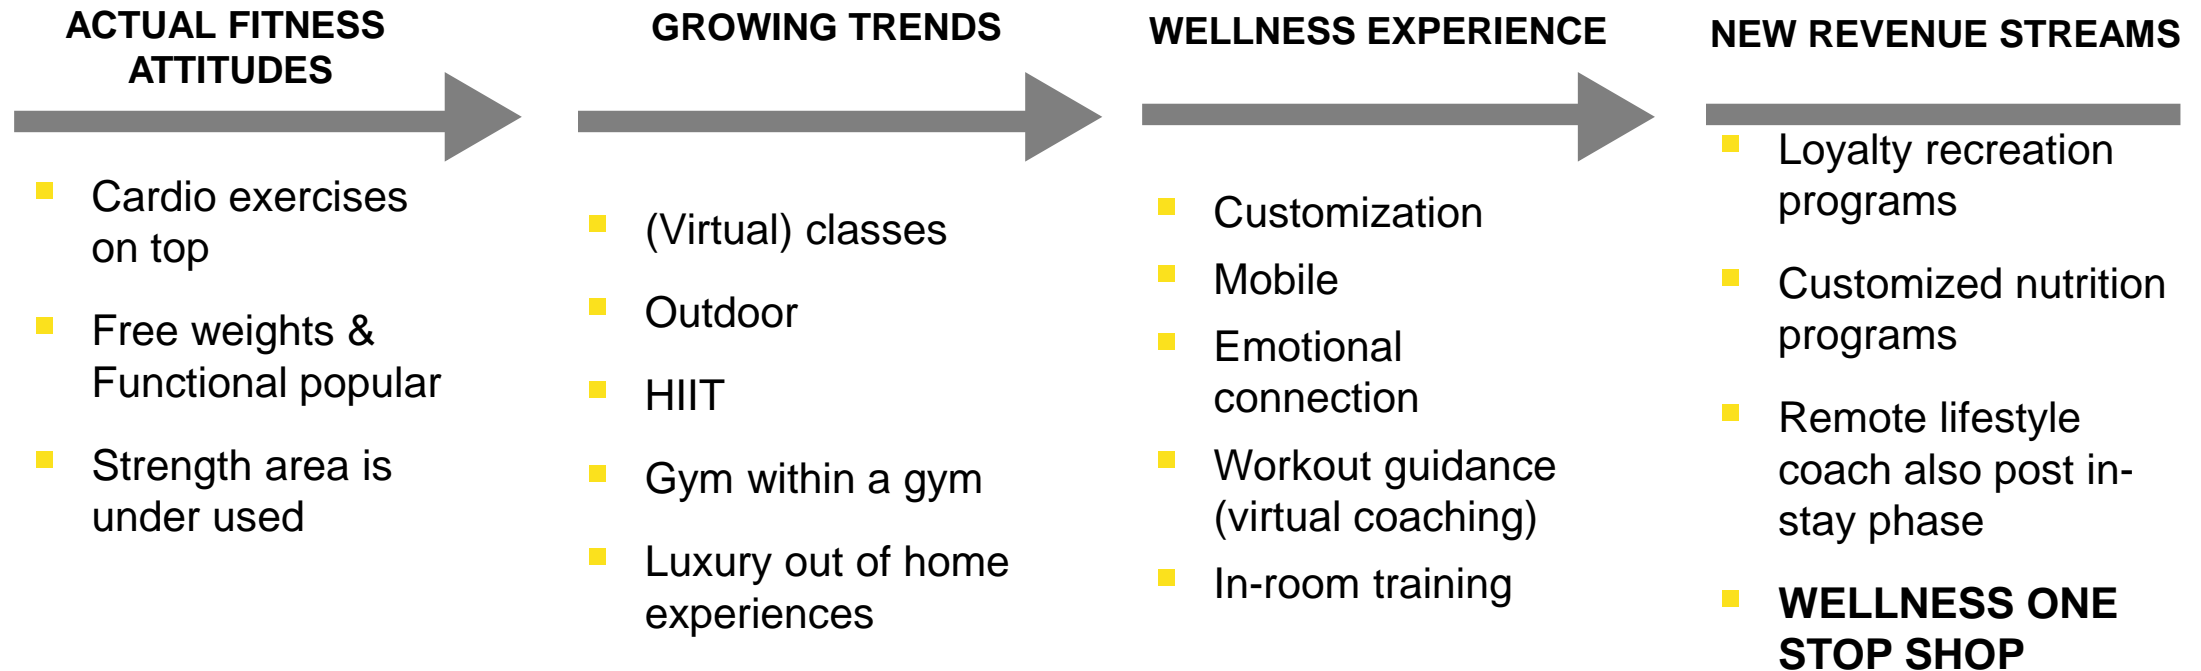 ACTUAL FITNESS
ATTITUDES
Cardio exercises
on top
Free weights &
Functional popular
Strength area is
under used
GROWING TRENDS
(Virtual) classes
Outdoor
HIIT
Gym within a gym
Luxury out of home
experiences
WELLNESS EXPERIENCE
Customization
Mobile
Emotional
connection
Workout guidance
(virtual coaching)
In-room training
NEW REVENUE STREAMS
Loyalty recreation
programs
Customized nutrition
programs
Remote lifestyle
coach also post in-
stay phase
WELLNESS ONE
STOP SHOP